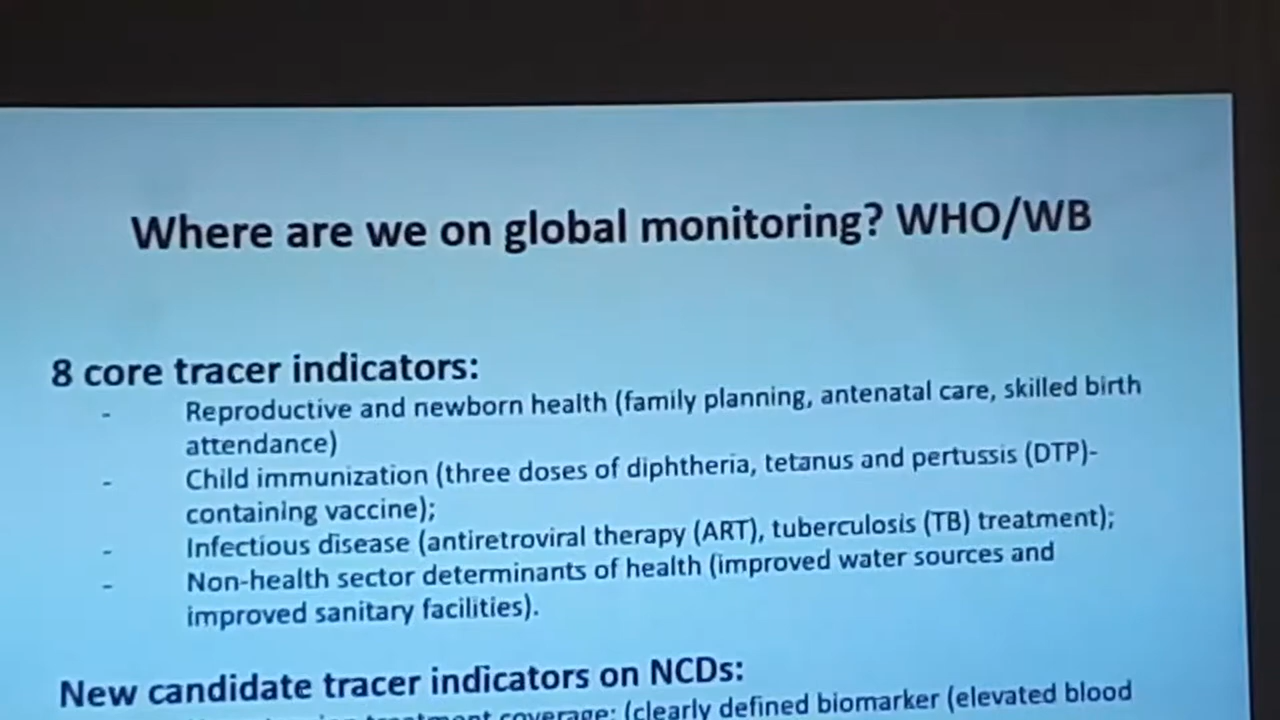 Where are we on global monitoring? WHO/WB
8 core tracer indicators:
- Reproductive and newborn health (family planning, antenatal care, skilled birth
attendance)
- Child immunization (three doses of diphtheria, tetanus and pertussis (DTP)-
containing vaccine);
- Infectious disease (antiretroviral therapy (ART), tuberculosis (TB) treatment);
- Non-health sector determinants of health (improved water sources and
improved sanitary facilities).
New candidate tracer indicators on NCDs:
treatment coverage: (clearly defined biomarker (elevated blood